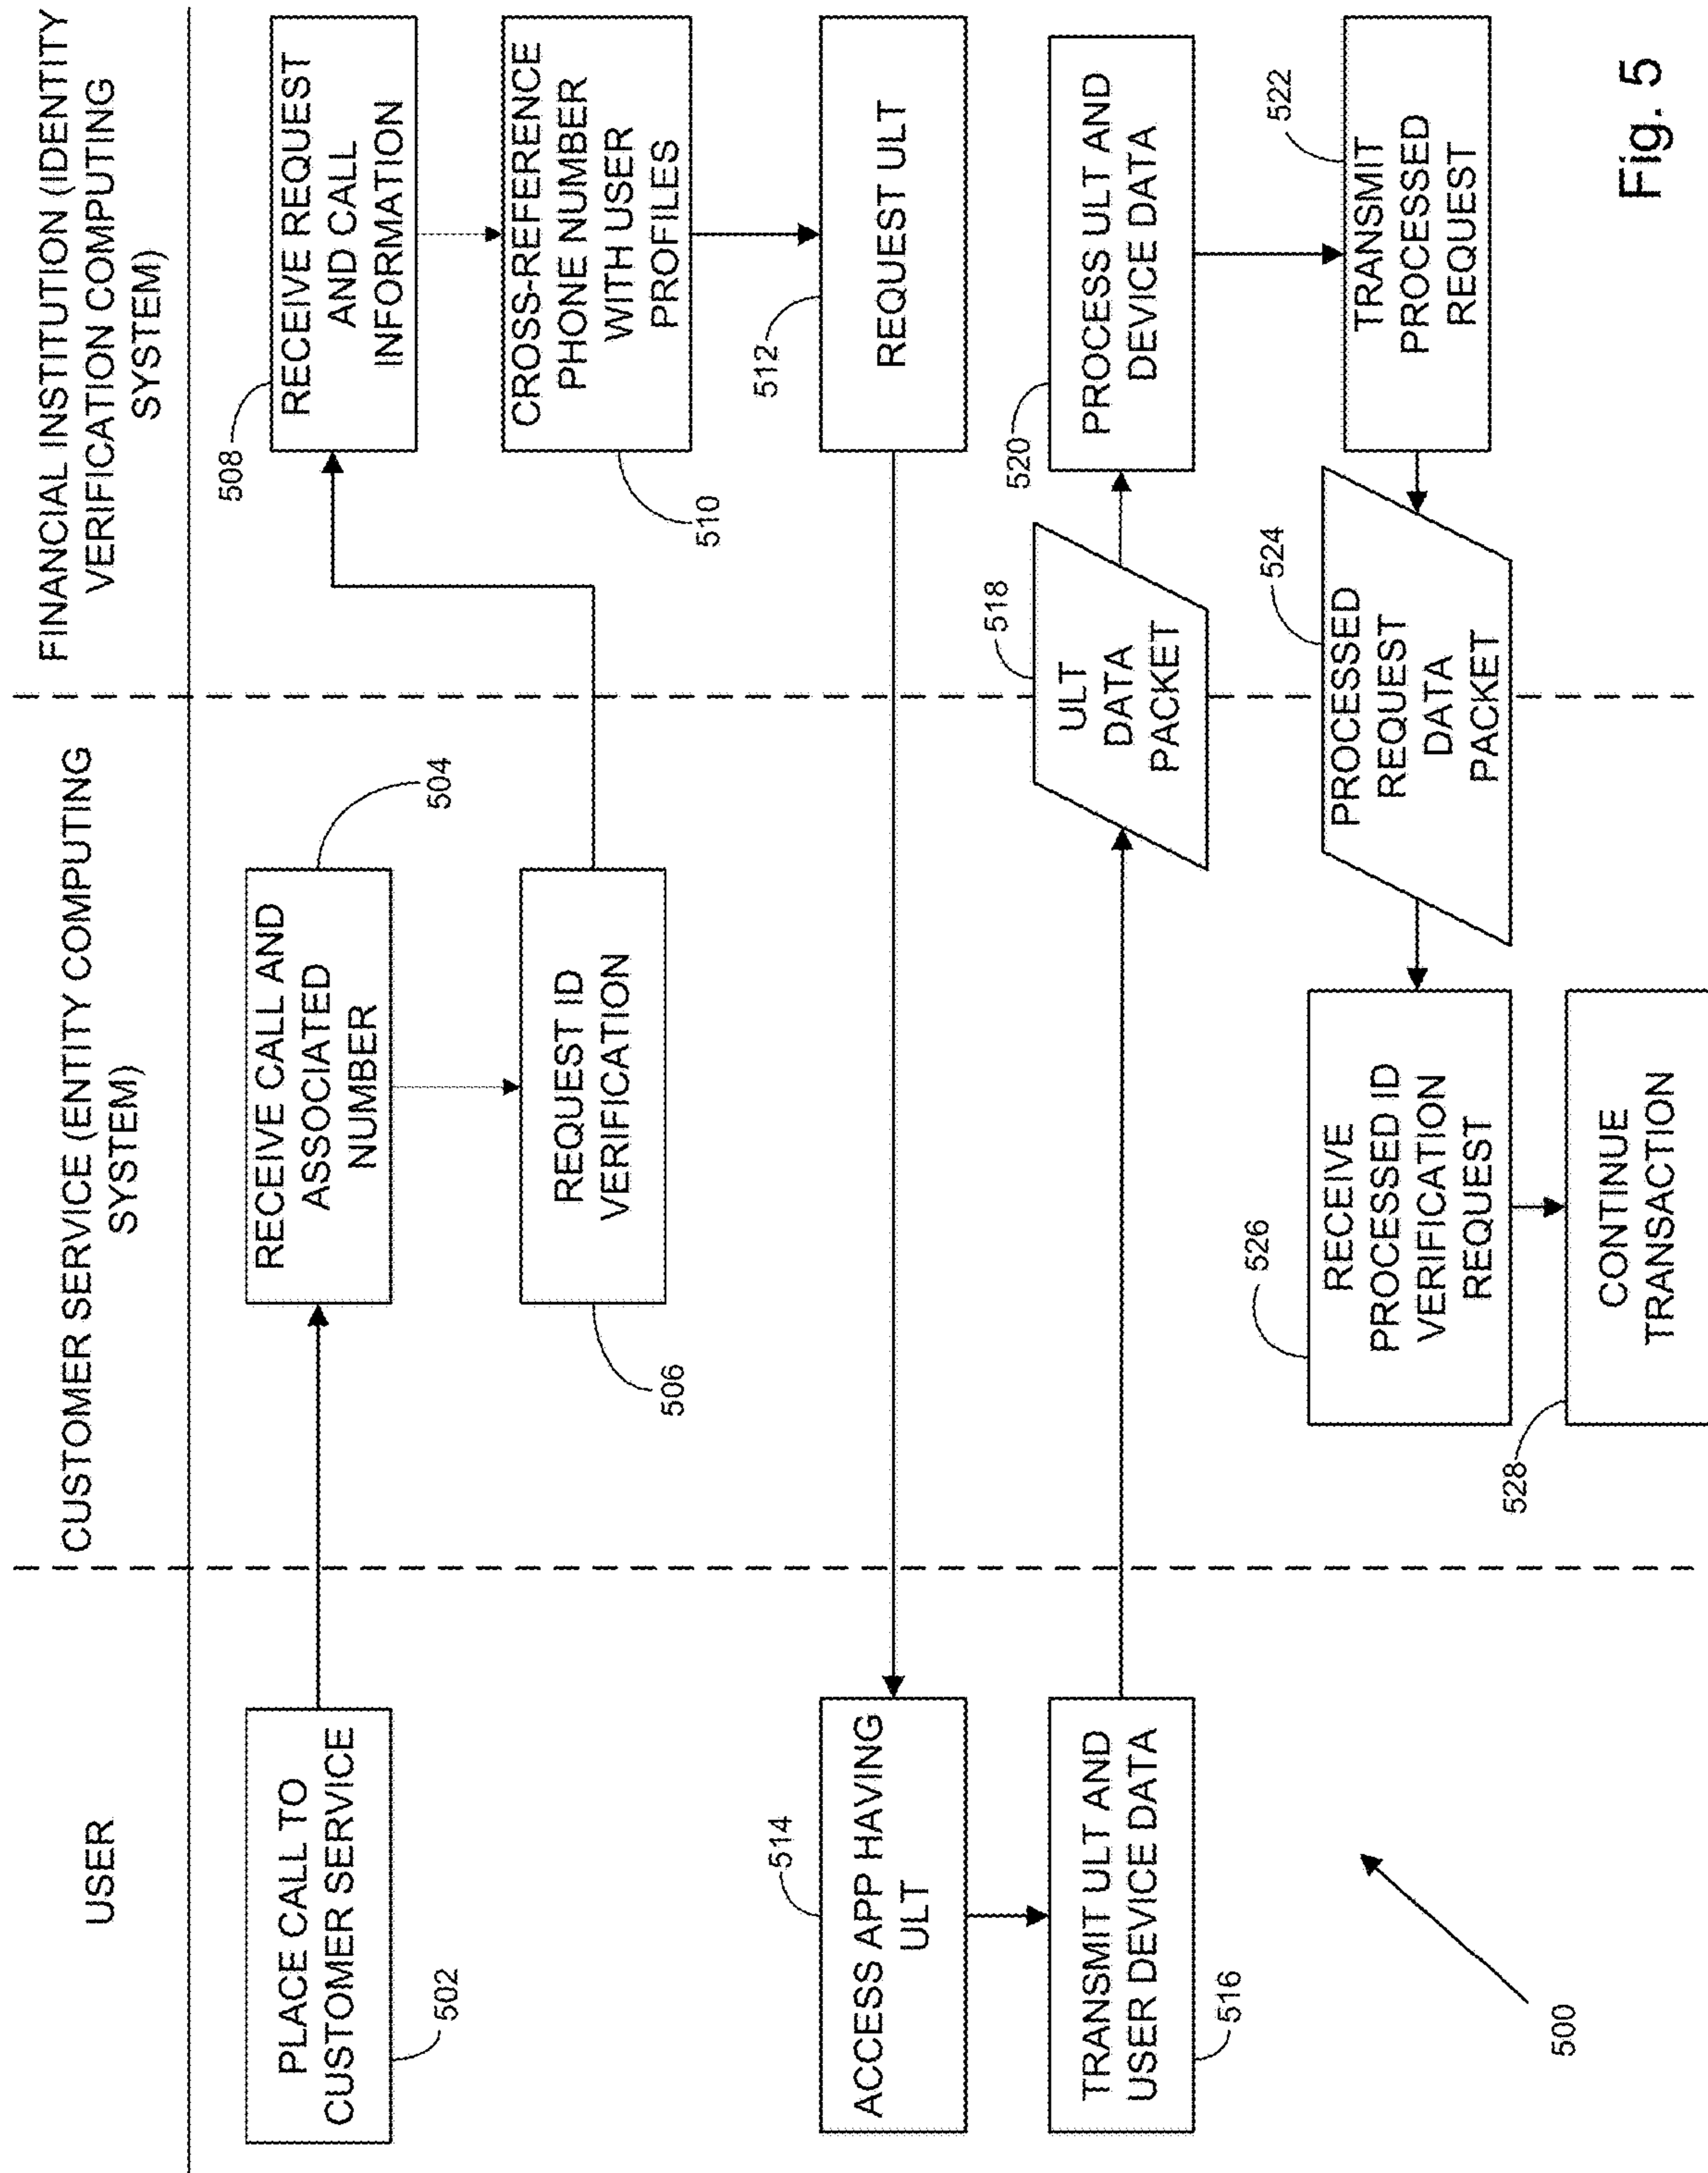 USER
CUSTOMER SERVICE (ENTITY COMPUTING
SYSTEM)
FINANCIAL INSTITUTION (IDENTITY
VERIFICATION COMPUTING
SYSTEM)
PLACE CALL TO
CUSTOMER SERVICE
502
RECEIVE CALL AND
ASSOCIATED
NUMBER
504
REQUEST ID
VERIFICATION
506
508
RECEIVE REQUEST
AND CALL
INFORMATION
CROSS-REFERENCE
PHONE NUMBER
WITH USER
PROFILES
510
512
REQUEST ULT
514
ACCESS APP HAVING
ULT
TRANSMIT ULT AND
USER DEVICE DATA
516
518
ULT
DATA
PACKET
520
PROCESS ULT AND
DEVICE DATA
522
TRANSMIT
PROCESSED
REQUEST
524
PROCESSED
REQUEST
DATA
PACKET
526
RECEIVE
PROCESSED ID
VERIFICATION
REQUEST
528
CONTINUE
TRANSACTION
500
Fig. 5